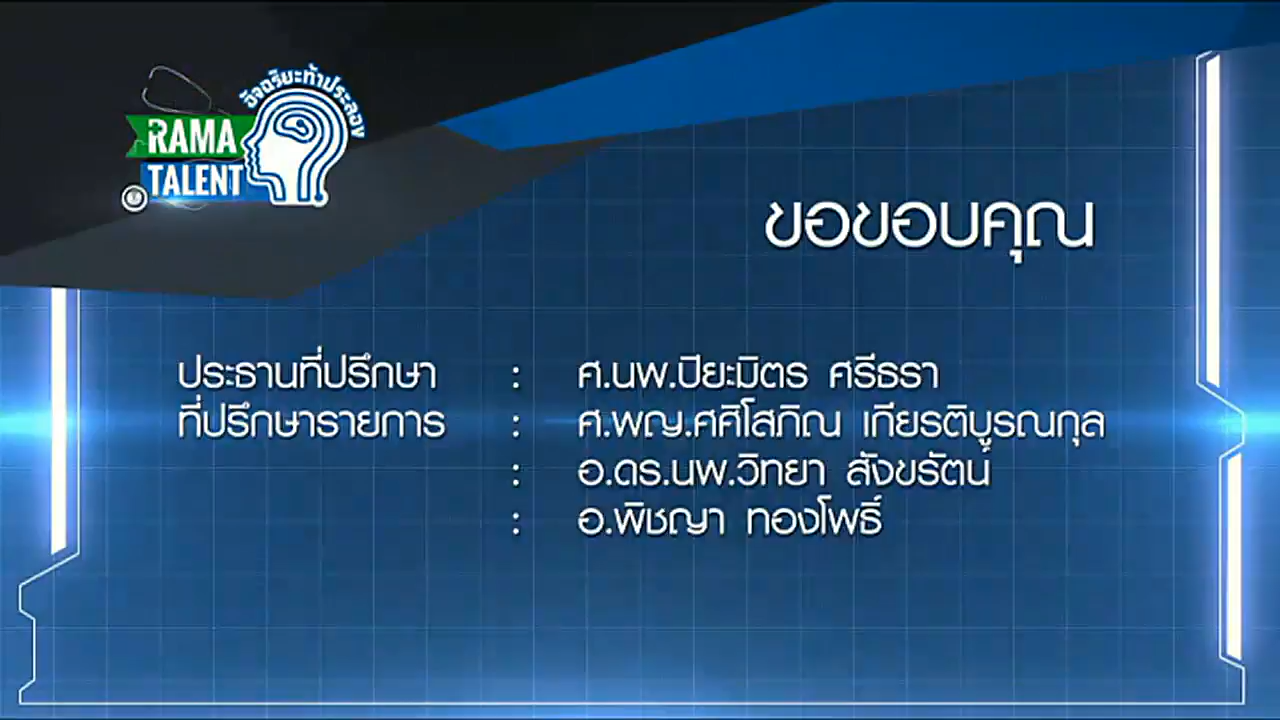 อัจฉริยะท้าประลอง
RAMA
TALENT
ขอขอบคุณ
ประธานที่ปรึกษา : ศ.นพ.ปิยะมิตร ศรีธรา
ที่ปรึกษารายการ : ศ.พญ.ศศิโสภิณ เกียรติบูรณกุล
: อ.ดร.นพ.วิทยา สังขรัตน์
: อ.พิชญา ทองโพธิ์